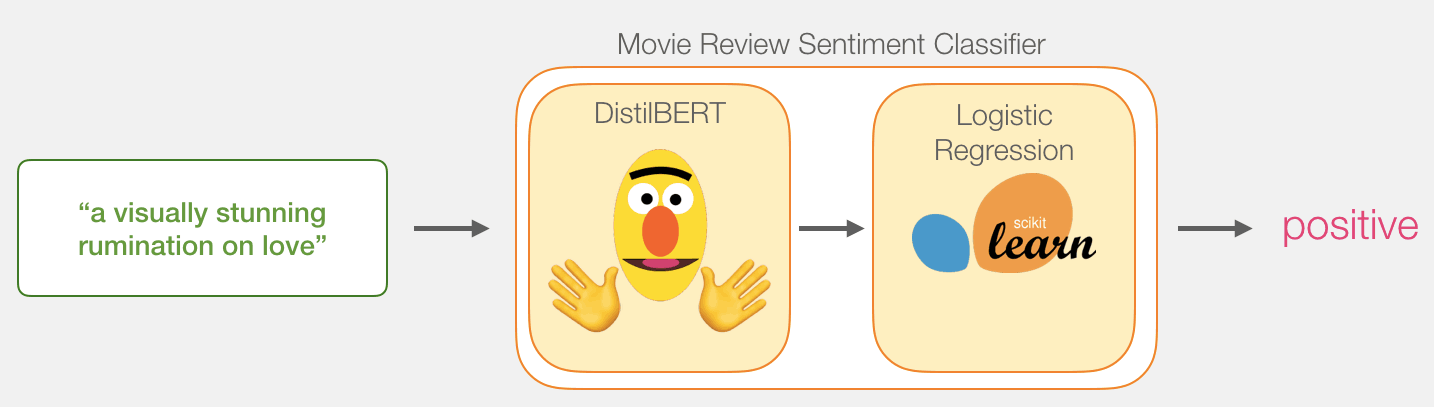 Movie Review Sentiment Classifier
DistilBERT
Logistic
Regression
“a visually stunning
rumination on love”
scikit
learn
positive